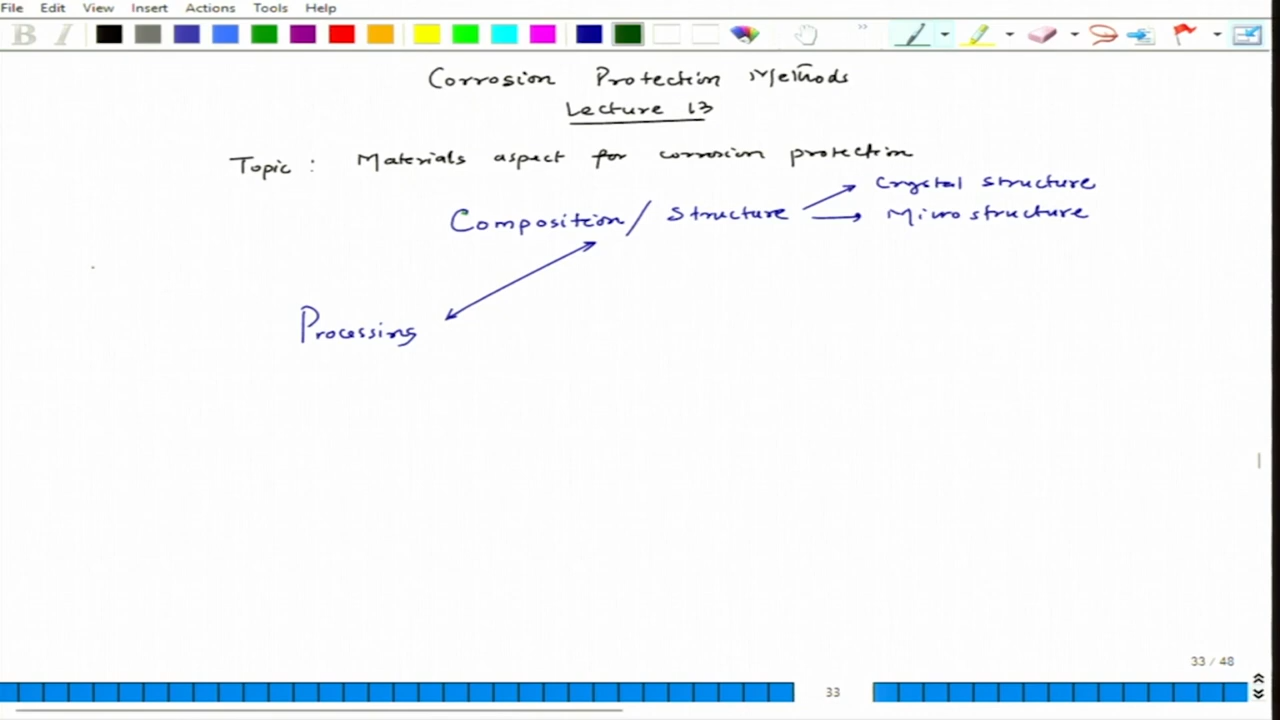 File Edit View Insert Actions Tools Help
B I
Corrosion Protection Methods
Lecture 13
Topic : Materials aspect for corrosion protection
Crystal structure
Composition / Structure
Microstructure
Processing
33 / 48
33